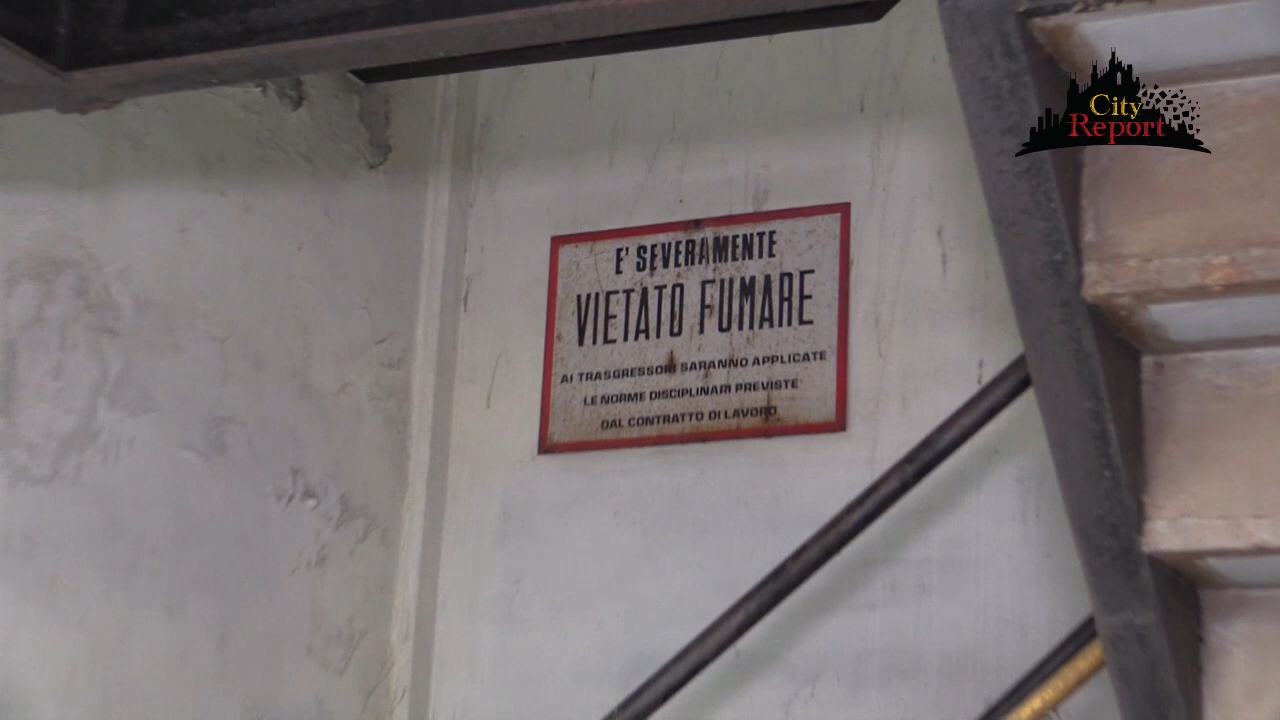 City
Report
E' SEVERAMENTE
VIETATO FUMARE
AI TRASGRESSORI SARANNO APPLICATE
LE NORME DISCIPLINARI PREVISTE
DAL CONTRATTO DI LAVORO